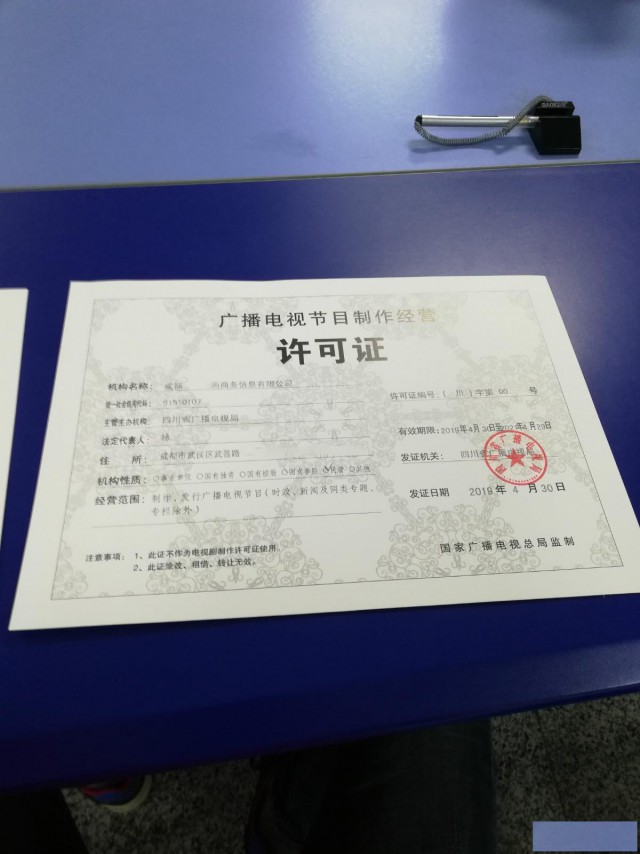 广播电视节目制作经营
许可证
机构名称：
商务信息有限公司
统一社会信用代码：
91510107
主管主办机构：四川省广播电视局
法定代表人：
住 所：成都市武侯区武晋路
机构性质：
经营范围：制作、发行广播电视节目（时政、新闻及同类专题、
专栏除外）
许可证编号：（川）字第 00 号
有效期限：2019年4月30日至2021年4月29日
发证机关：四川省广播电视局
发证日期 2019 年 4 月 30日
注意事项：1、此证不作为电视剧制作许可证使用。
2、此证涂改、租借、转让无效。
国家广播电视总局监制